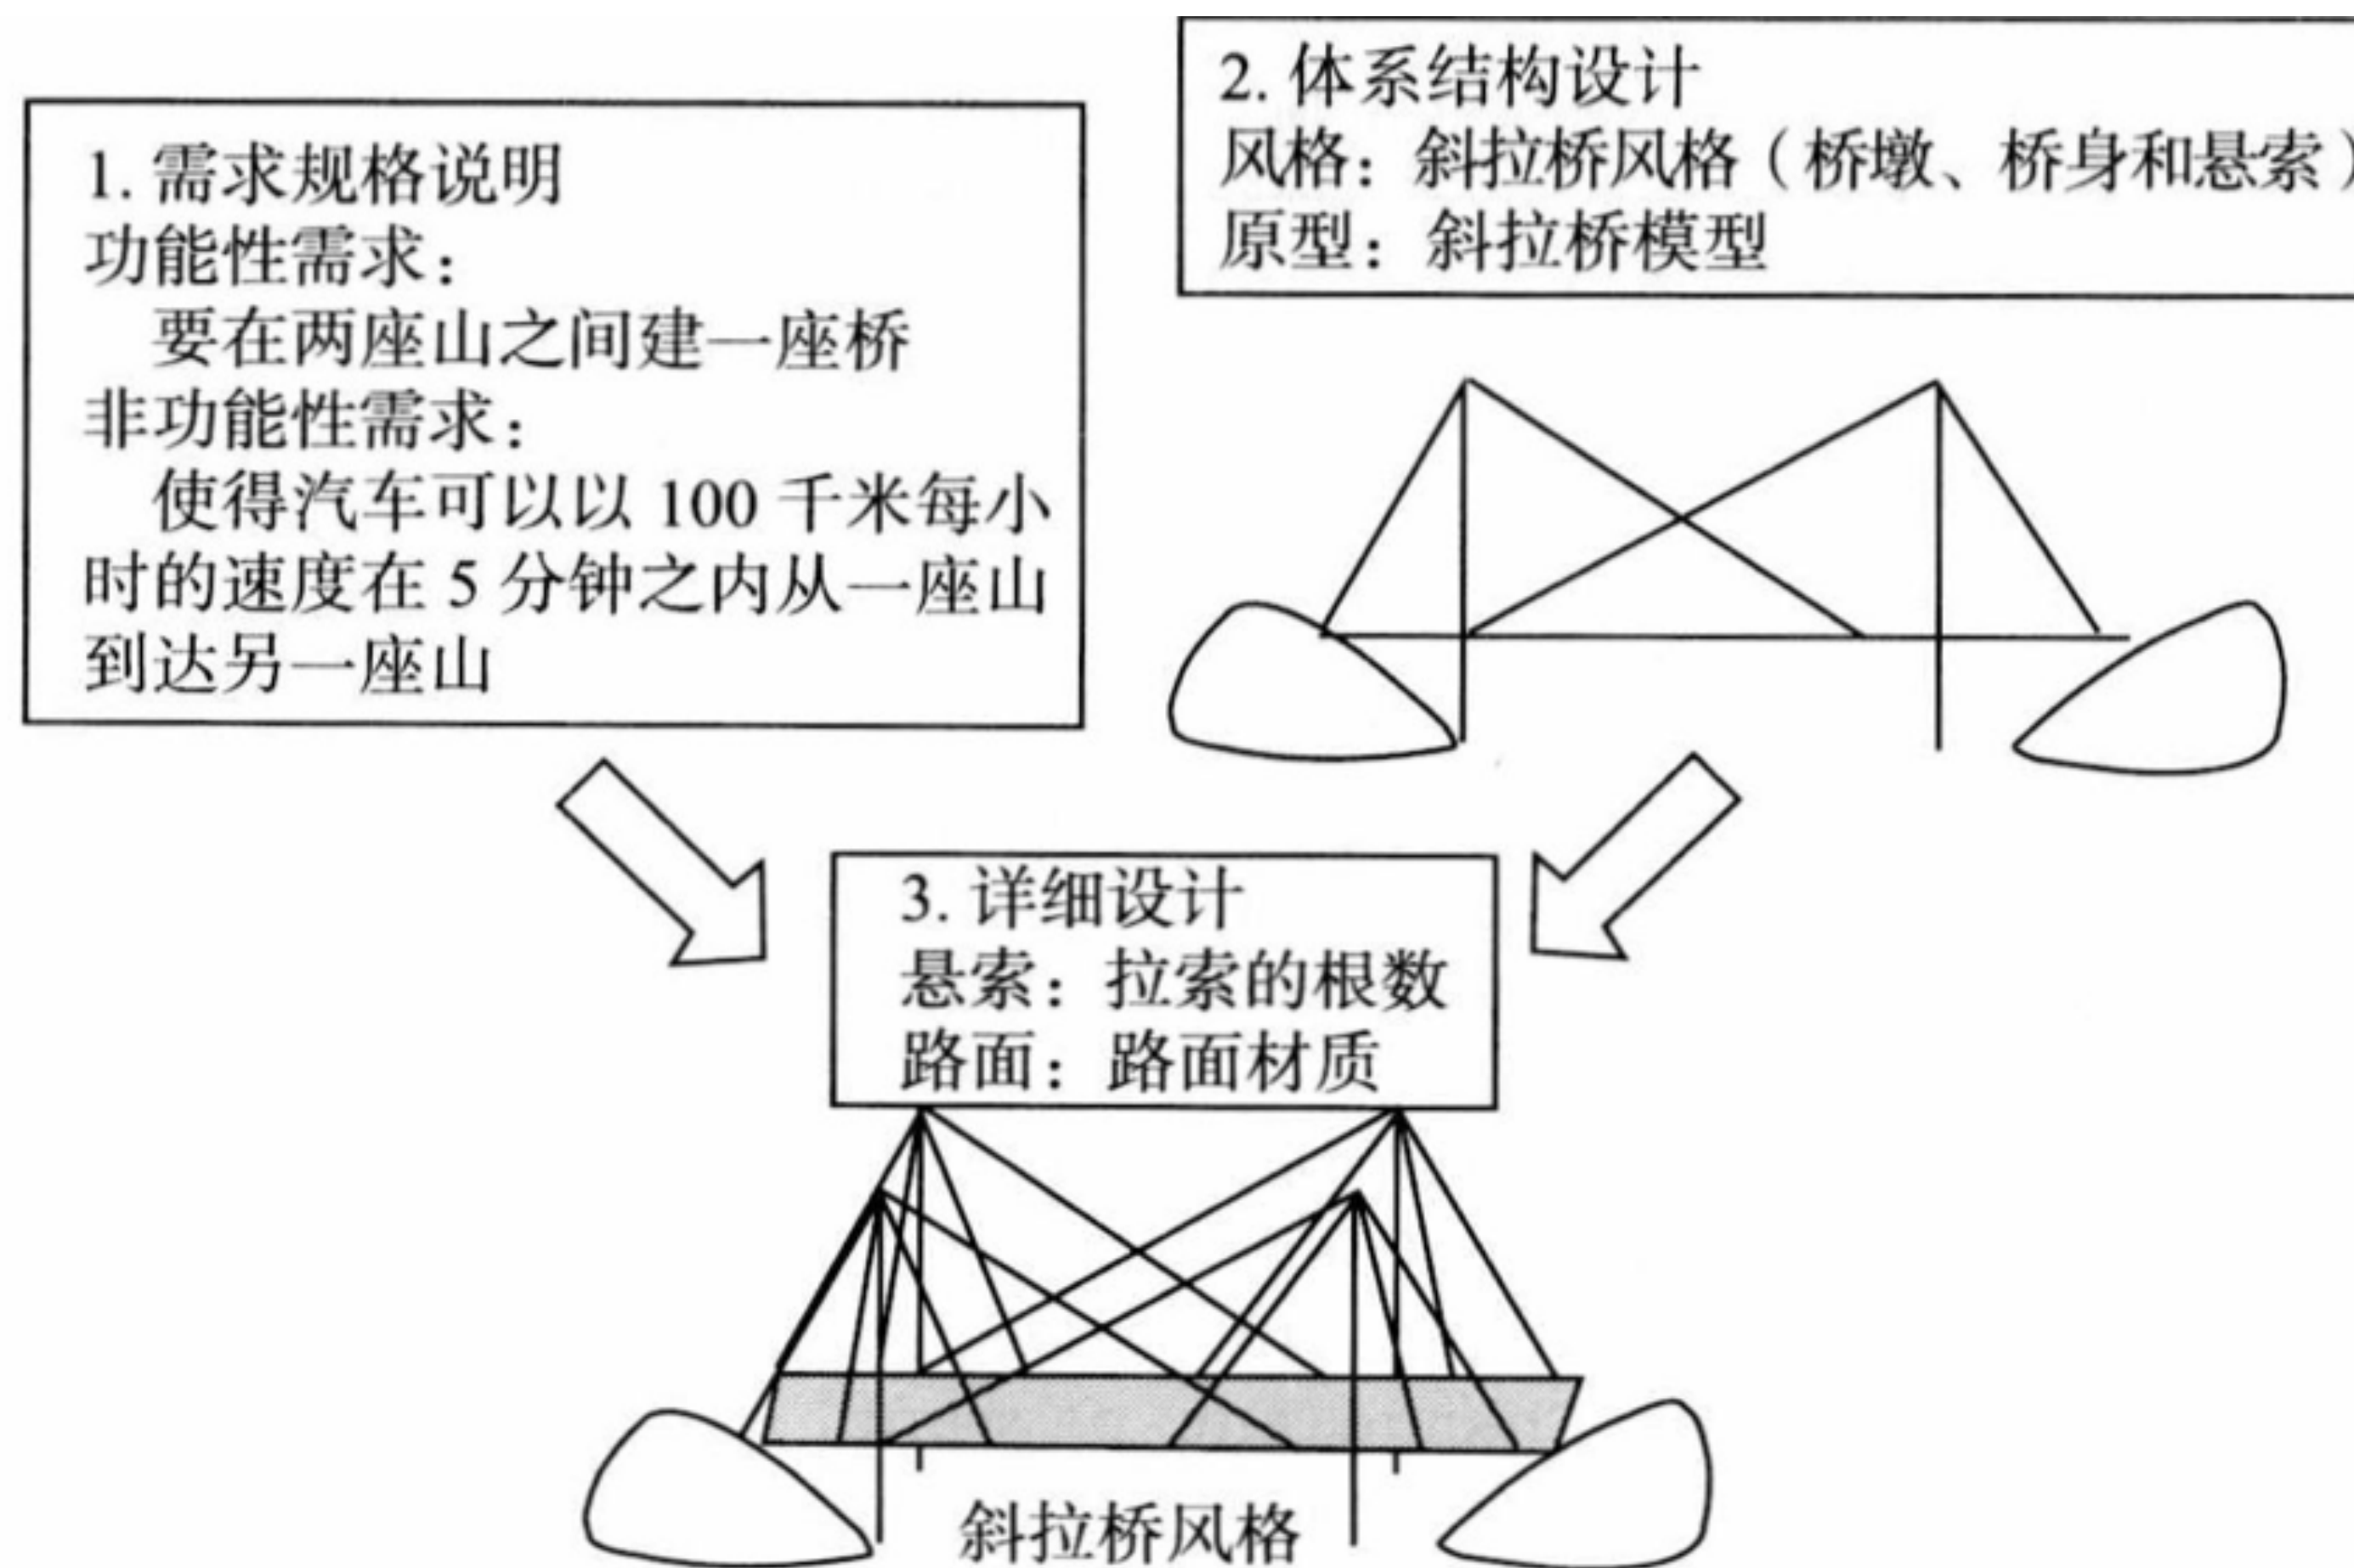 1. 需求规格说明
功能性需求：
要在两座山之间建一座桥
非功能性需求：
使得汽车可以以 100 千米每小
时的速度在 5 分钟之内从一座山
到达另一座山
2. 体系结构设计
风格：斜拉桥风格（桥墩、桥身和悬索）
原型：斜拉桥模型
3. 详细设计
悬索：拉索的根数
路面：路面材质
斜拉桥风格